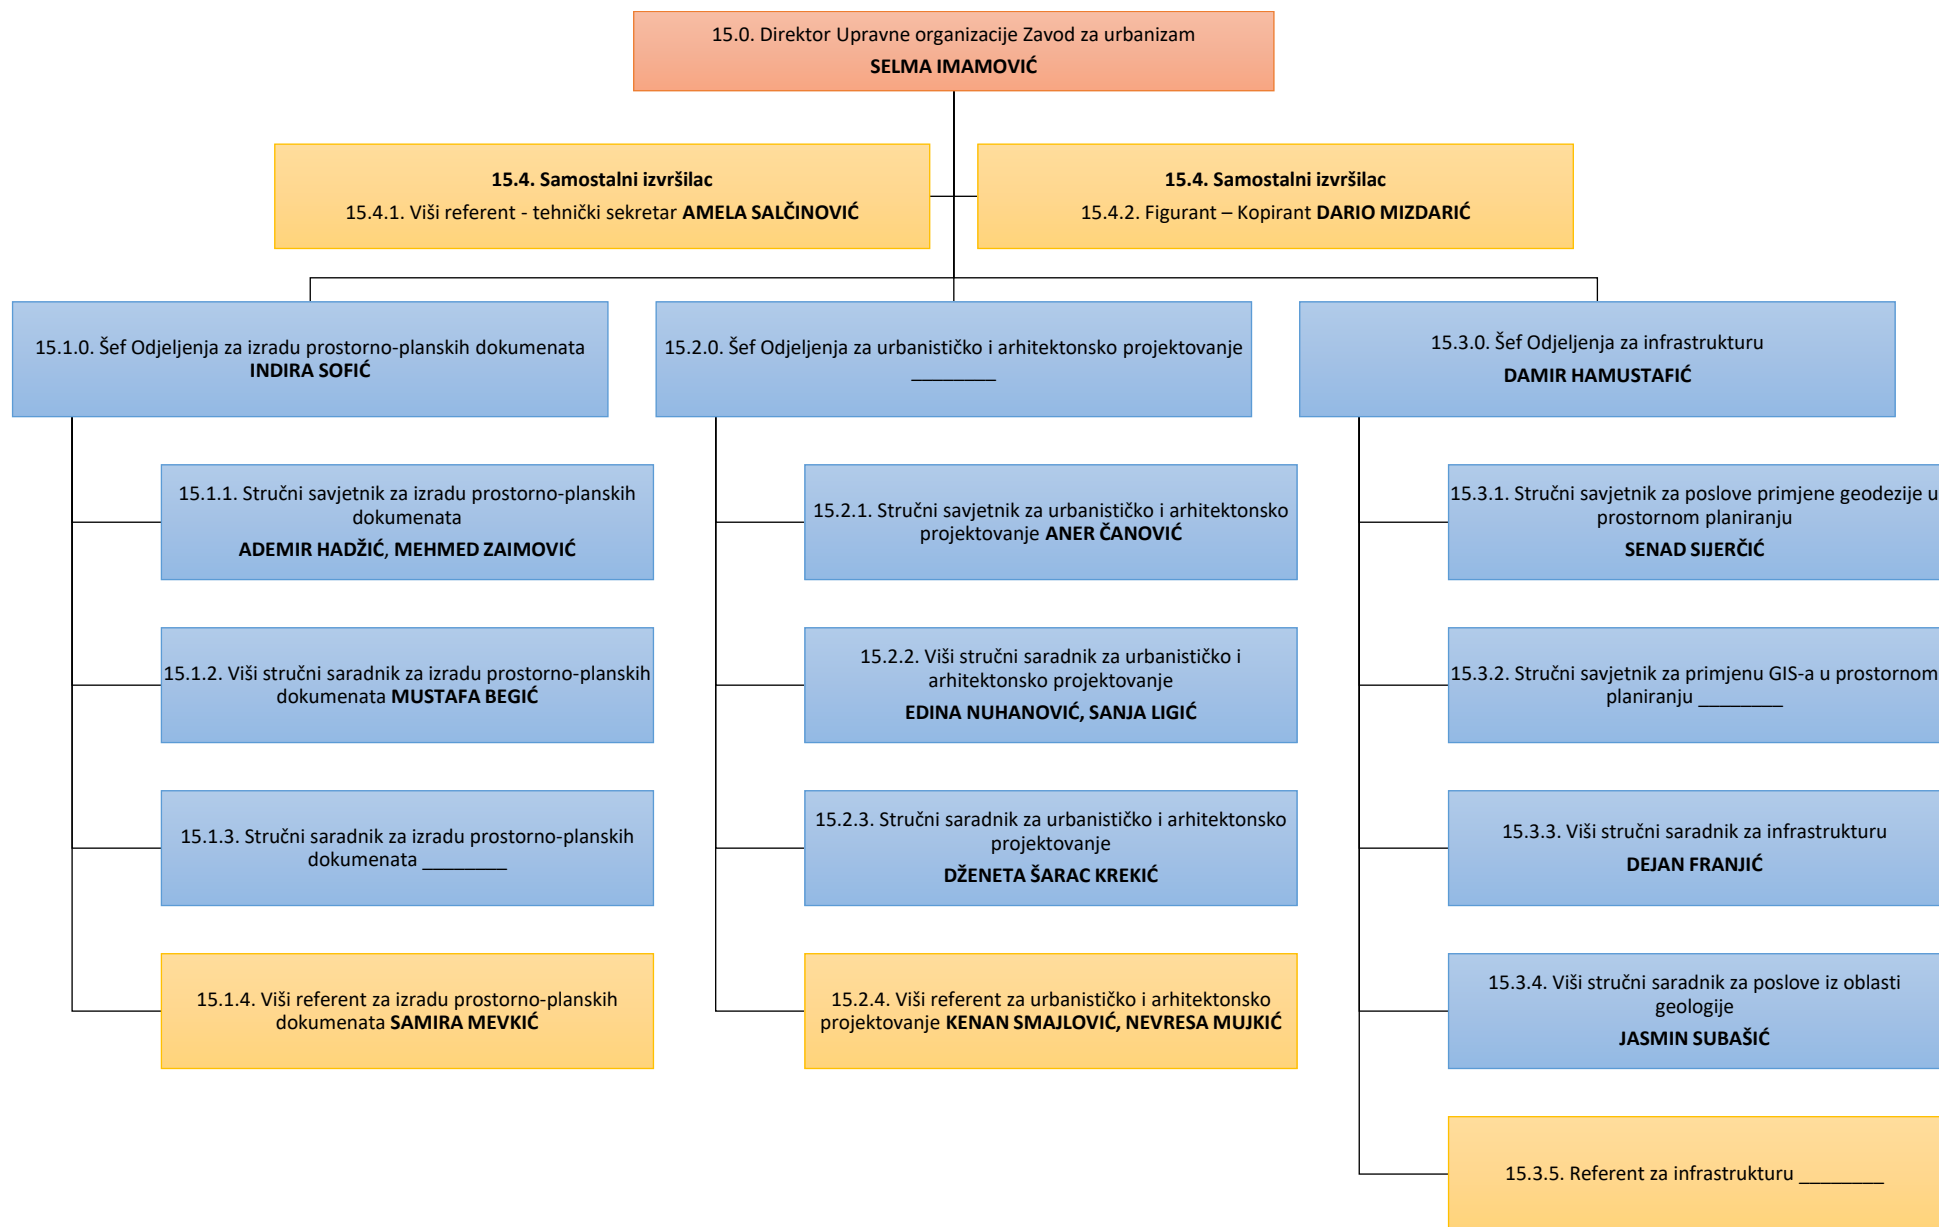 15.0. Direktor Upravne organizacije Zavod za urbanizam
SELMA IMAMOVIĆ
15.4. Samostalni izvršilac
15.4.1. Viši referent - tehnički sekretar AMELA SALČINOVIĆ
15.4. Samostalni izvršilac
15.4.2. Figurant – Kopirant DARIO MIZDARIĆ
15.1.0. Šef Odjeljenja za izradu prostorno-planskih dokumenata
INDIRA SOFIĆ
15.1.1. Stručni savjetnik za izradu prostorno-planskih
dokumenata
ADEMIR HADŽIĆ, MEHMED ZAIMOVIĆ
15.1.2. Viši stručni saradnik za izradu prostorno-planskih
dokumenata MUSTAFA BEGIĆ
15.1.3. Stručni saradnik za izradu prostorno-planskih
dokumenata ________
15.1.4. Viši referent za izradu prostorno-planskih
dokumenata SAMIRA MEVKIĆ
15.2.0. Šef Odjeljenja za urbanističko i arhitektonsko projektovanje
________
15.2.1. Stručni savjetnik za urbanističko i arhitektonsko
projektovanje ANER ČANOVIĆ
15.2.2. Viši stručni saradnik za urbanističko i
arhitektonsko projektovanje
EDINA NUHANOVIĆ, SANJA LIGIĆ
15.2.3. Stručni saradnik za urbanističko i arhitektonsko
projektovanje
DŽENETA ŠARAC KREKIĆ
15.2.4. Viši referent za urbanističko i arhitektonsko
projektovanje KENAN SMAJLOVIĆ, NEVRESA MUJKIĆ
15.3.0. Šef Odjeljenja za infrastrukturu
DAMIR HAMUSTAFIĆ
15.3.1. Stručni savjetnik za poslove primjene geodezije u
prostornom planiranju
SENAD SIJERČIĆ
15.3.2. Stručni savjetnik za primjenu GIS-a u prostornom
planiranju ________
15.3.3. Viši stručni saradnik za infrastrukturu
DEJAN FRANJIĆ
15.3.4. Viši stručni saradnik za poslove iz oblasti
geologije
JASMIN SUBAŠIĆ
15.3.5. Referent za infrastrukturu ________